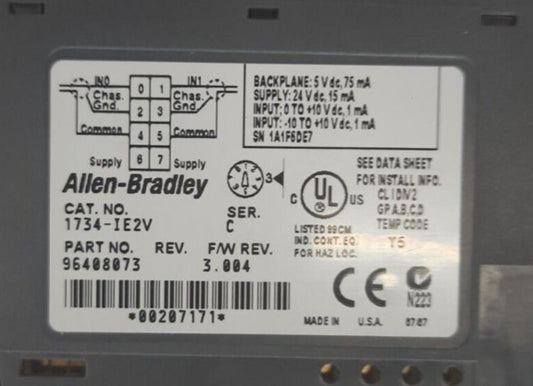 IN0 0 1 IN1
Chas. Chas.
Gnd. 2 3 Gnd.
Common 4 5 Common
Supply 6 7 Supply
BACKPLANE: 5 V dc, 75 mA
SUPPLY: 24 V dc, 15 mA
INPUT: 0 TO +10 V dc, 1 mA
INPUT: -10 TO +10 V dc, 1 mA
SN 1A1F6DE7
Allen-Bradley
3
C UL US
SEE DATA SHEET
FOR INSTALL INFO.
CL I DIV 2
GP A,B,C,D
TEMP CODE
T5
LISTED 99CM
IND. CONT. EQ.
FOR HAZ LOC.
CAT. NO. SER.
1734-IE2V C
PART NO. REV. F/W REV.
96408073 3.004
*00207171*
CE N223
MADE IN U.S.A. 87-87